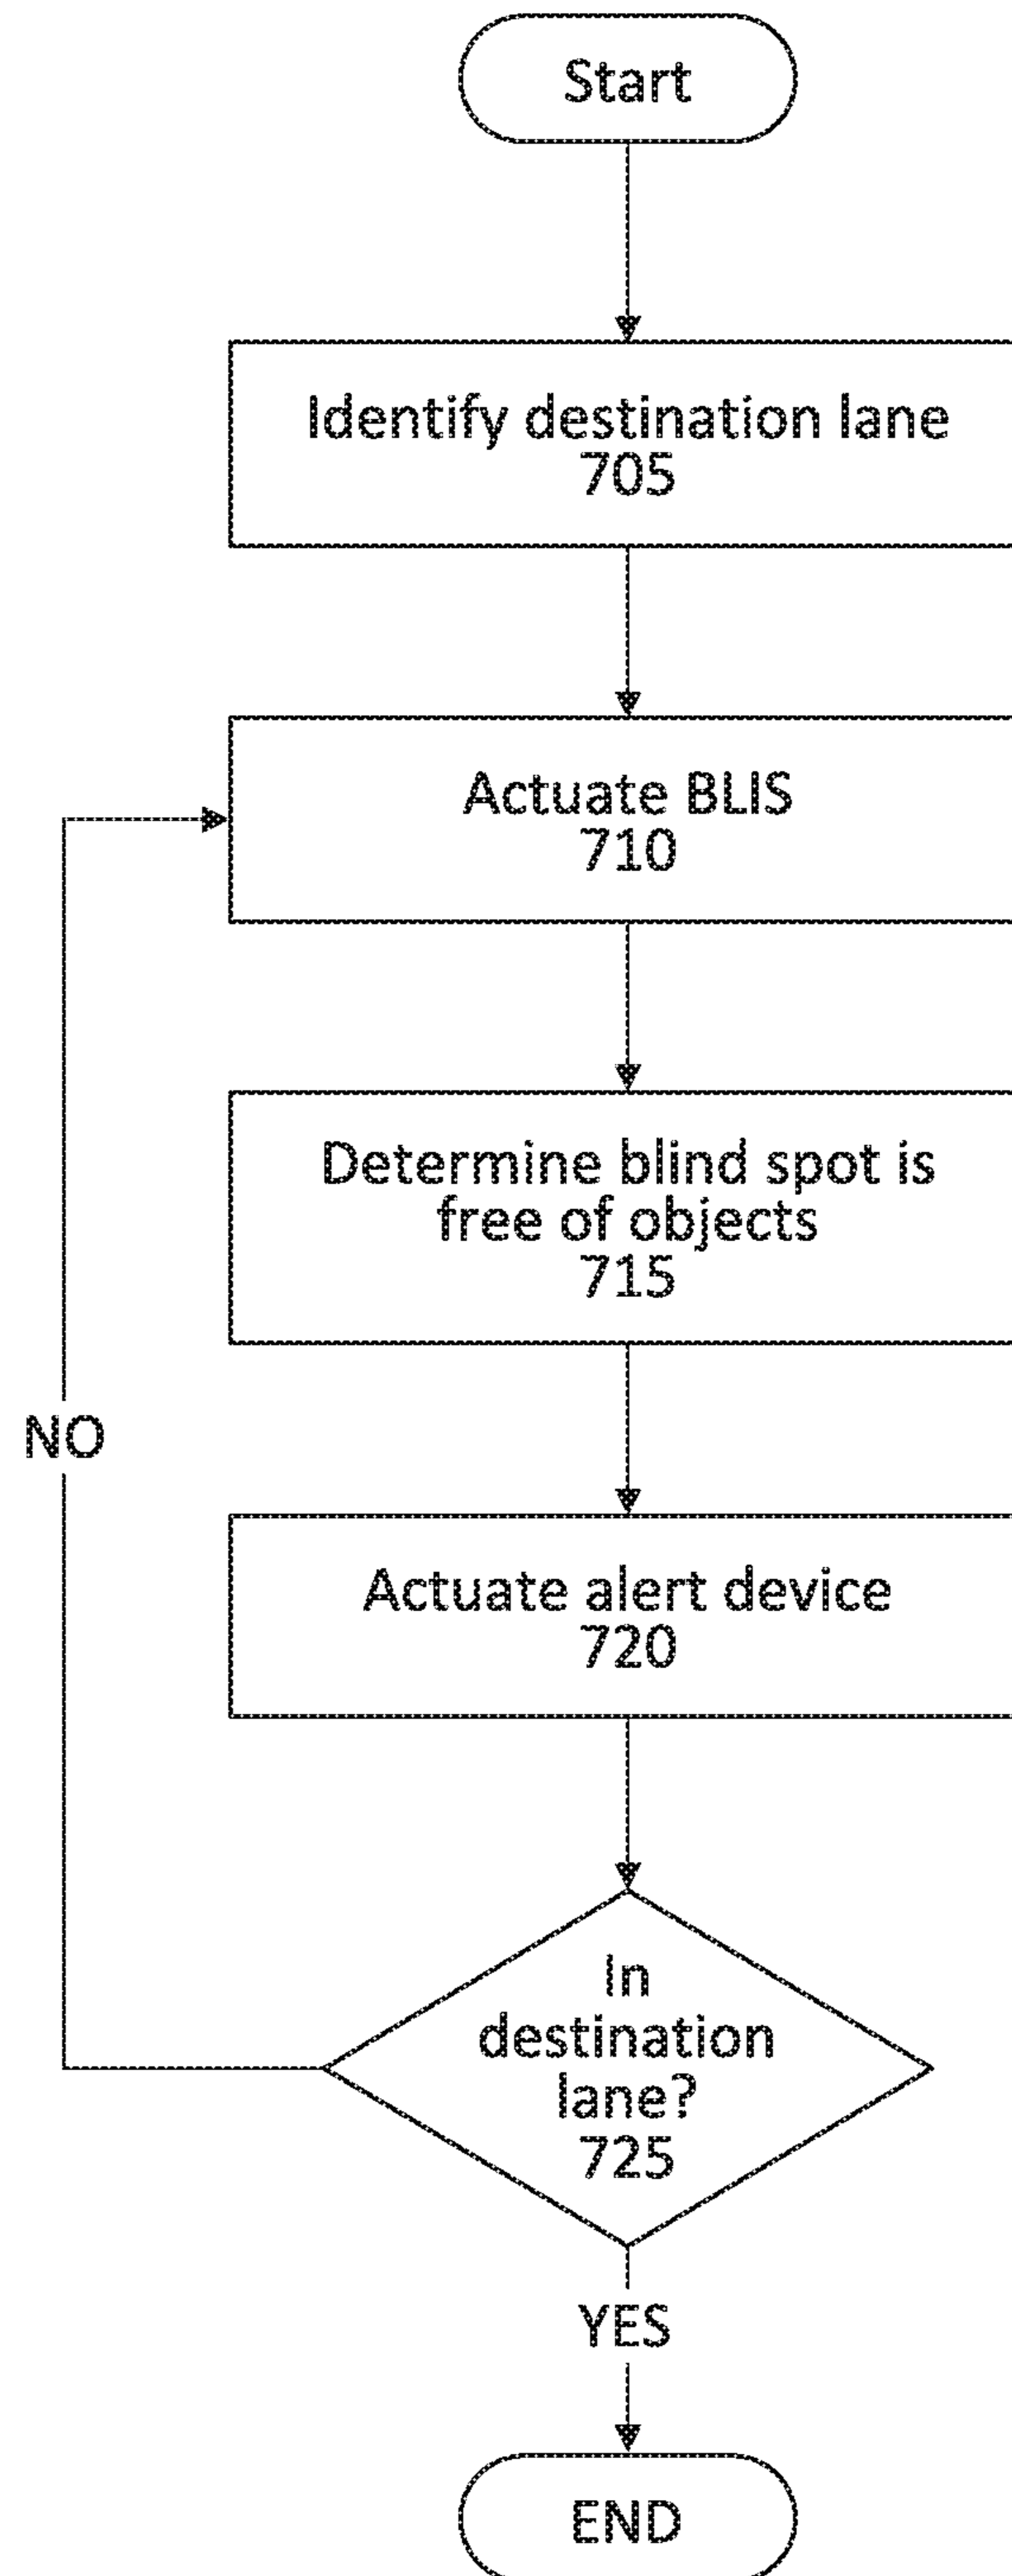 Start
Identify destination lane
705
Actuate BLIS
710
Determine blind spot is
free of objects
715
NO
Actuate alert device
720
In
destination
lane?
725
YES
END